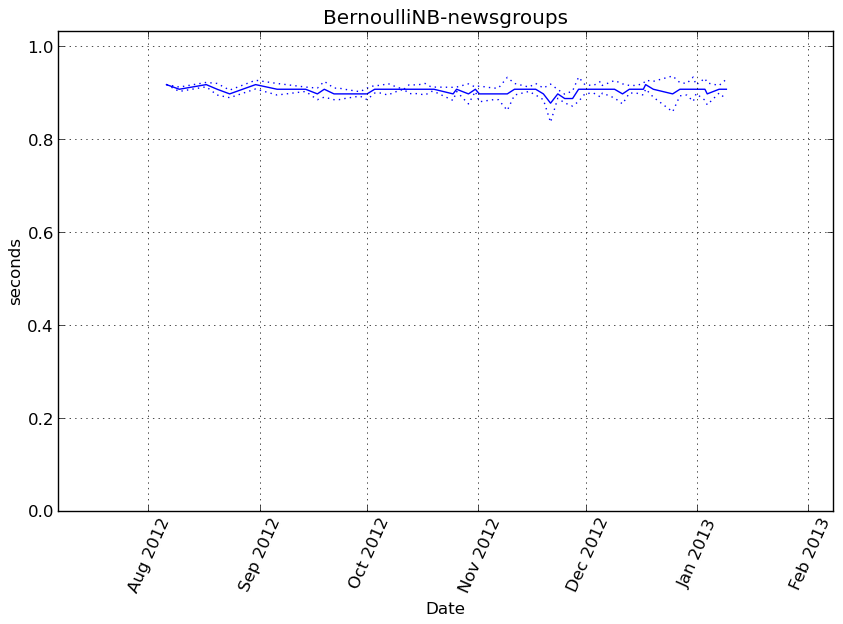 BernoulliNB-newsgroups
1.0
0.8
0.6
0.4
0.2
0.0
seconds
Aug 2012
Sep 2012
Oct 2012
Nov 2012
Dec 2012
Jan 2013
Feb 2013
Date